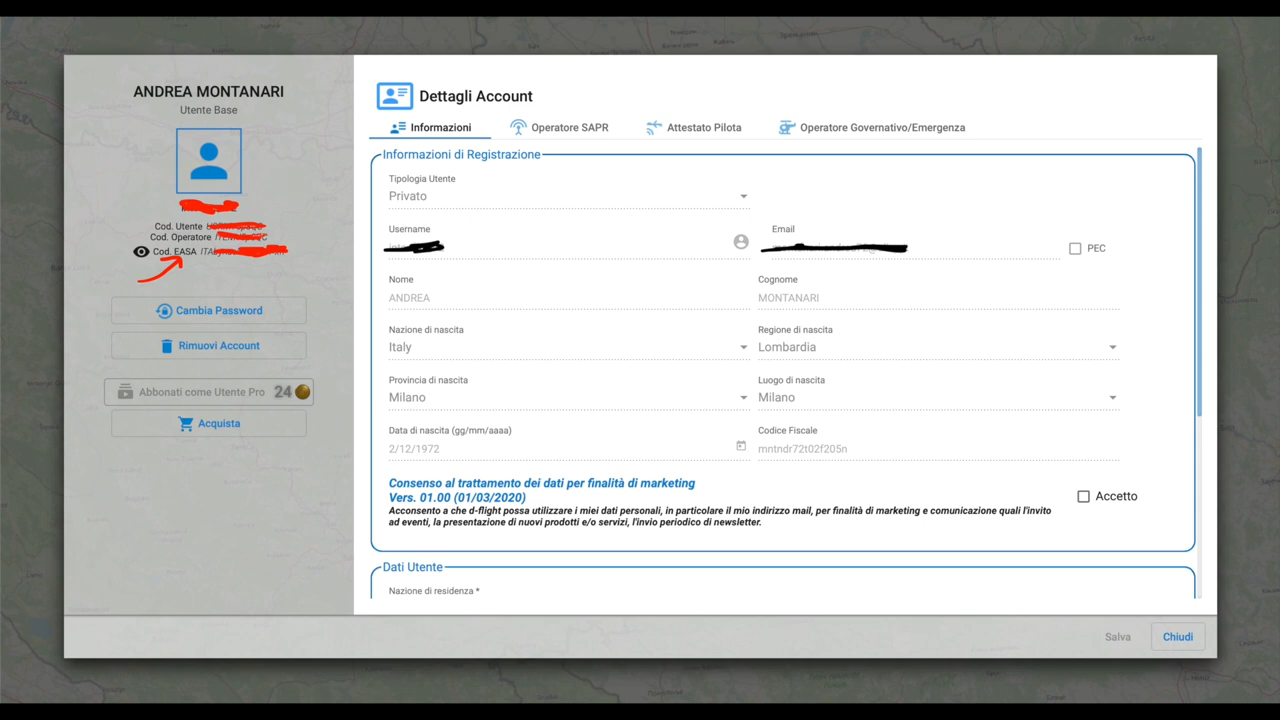 ANDREA MONTANARI
Utente Base
Cod. Utente
Cod. Operatore
Cod. EASA
Cambia Password
Rimuovi Account
Abbonati come Utente Pro 24
Acquista
Dettagli Account
Informazioni
Operatore SAPR
Attestato Pilota
Operatore Governativo/Emergenza
Informazioni di Registrazione
Tipologia Utente
Privato
Username
Email
PEC
Nome
Cognome
ANDREA
MONTANARI
Nazione di nascita
Regione di nascita
Italy
Lombardia
Provincia di nascita
Luogo di nascita
Milano
Milano
Data di nascita (gg/mm/aaaa)
Codice Fiscale
2/12/1972
mntndr72t02f205n
Consenso al trattamento dei dati per finalità di marketing
Vers. 01.00 (01/03/2020)
Accetto
Acconsento a che d-flight possa utilizzare i miei dati personali, in particolare il mio indirizzo mail, per finalità di marketing e comunicazione quali l'invito
ad eventi, la presentazione di nuovi prodotti e/o servizi, l'invio periodico di newsletter.
Dati Utente
Nazione di residenza *
Salva
Chiudi